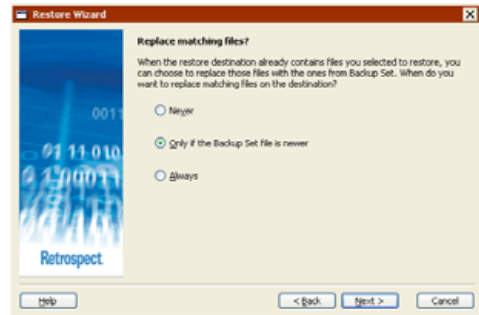 Restore Wizard
Replace matching files?
When the restore destination already contains files you selected to restore, you
can choose to replace those files with the ones from Backup Set. When do you
want to replace matching files on the destination?
Never
Only if the Backup Set file is newer
Always
0011
01 11 010
0 1 00011
Retrospect
Help
< Back
Next >
Cancel